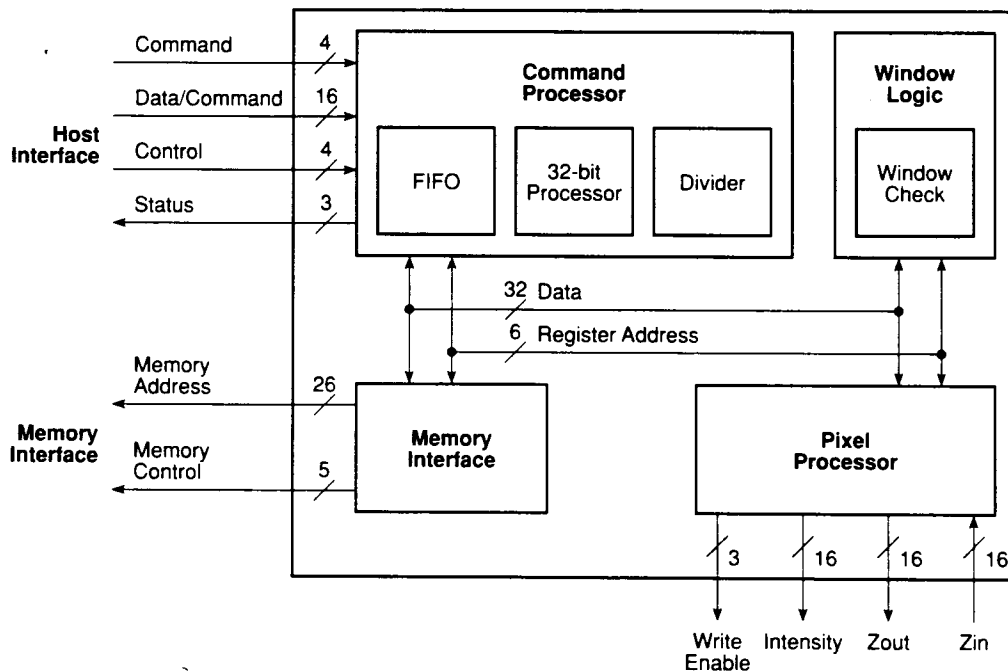 Command
4
Data/Command
16
Host
Interface
Control
4
Status
3
Command
Processor
FIFO
32-bit
Processor
Divider
Window
Logic
Window
Check
32 Data
6 Register Address
Memory
Address
26
Memory
Interface
Memory
Control
5
Memory
Interface
Pixel
Processor
3
16
16
16
Write
Enable
Intensity
Zout
Zin